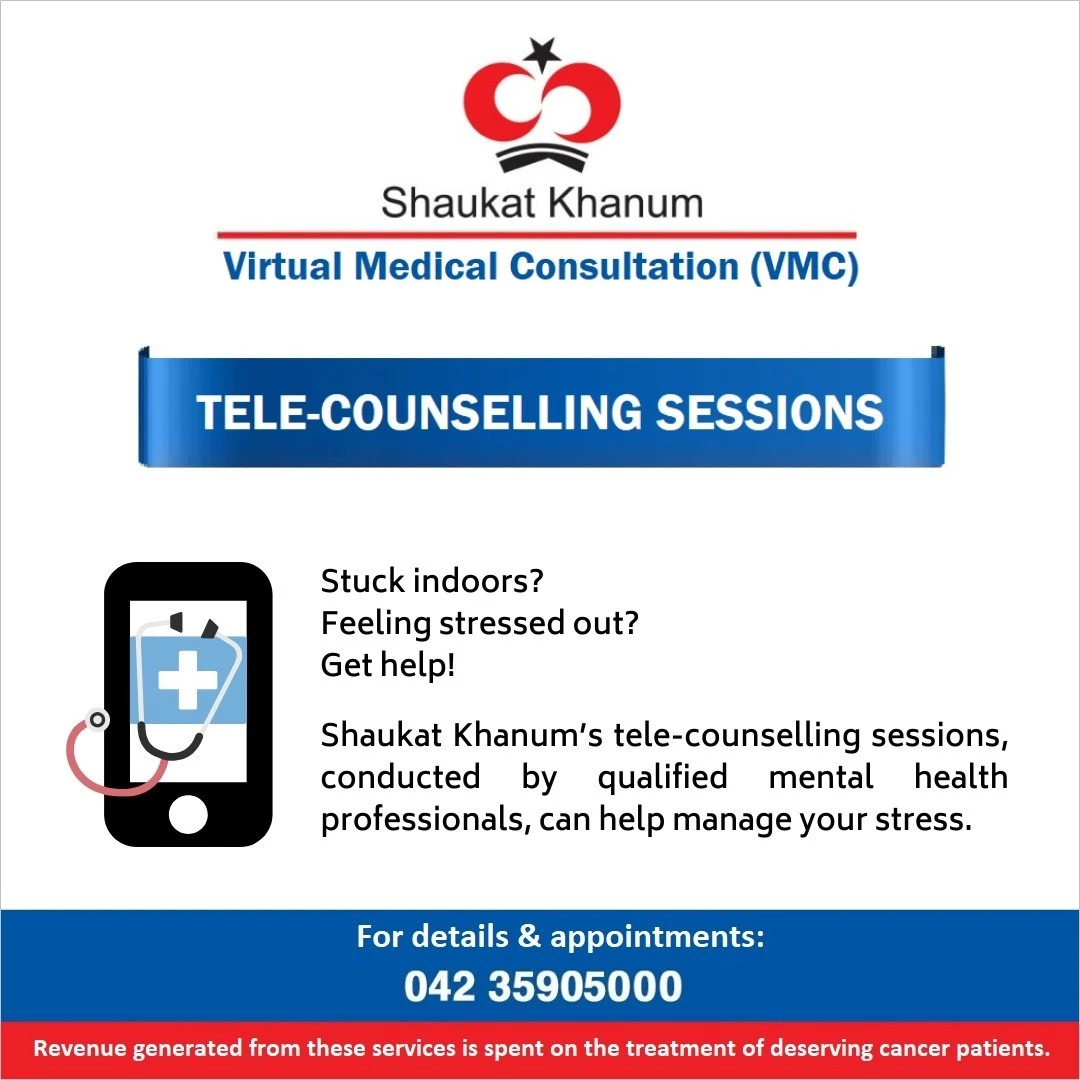 Shaukat Khanum
Virtual Medical Consultation (VMC)
TELE-COUNSELLING SESSIONS
Stuck indoors?
Feeling stressed out?
Get help!
Shaukat Khanum’s tele-counselling sessions,
conducted by qualified mental health
professionals, can help manage your stress.
For details & appointments:
042 35905000
Revenue generated from these services is spent on the treatment of deserving cancer patients.